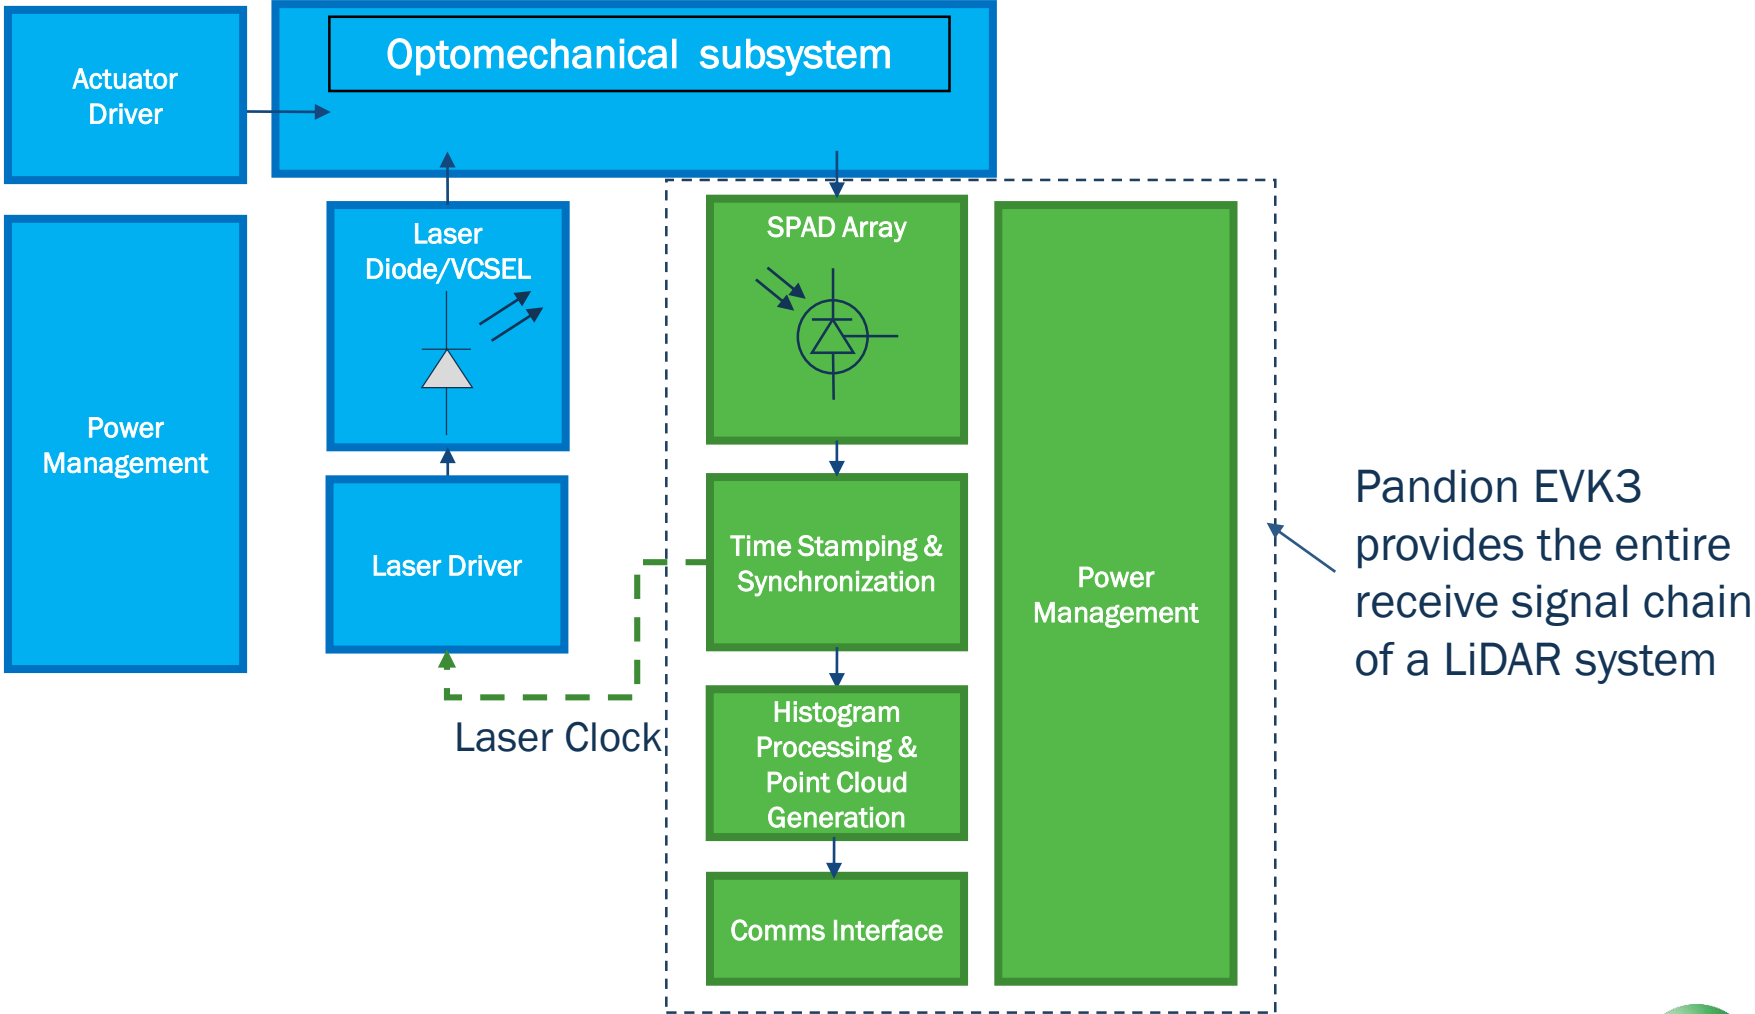 Actuator
Driver
Optomechanical subsystem
Power
Management
Laser
Diode/VCSEL
Laser Driver
Laser Clock
SPAD Array
Time Stamping &
Synchronization
Histogram
Processing &
Point Cloud
Generation
Comms Interface
Power
Management
Pandion EVK3
provides the entire
receive signal chain
of a LiDAR system